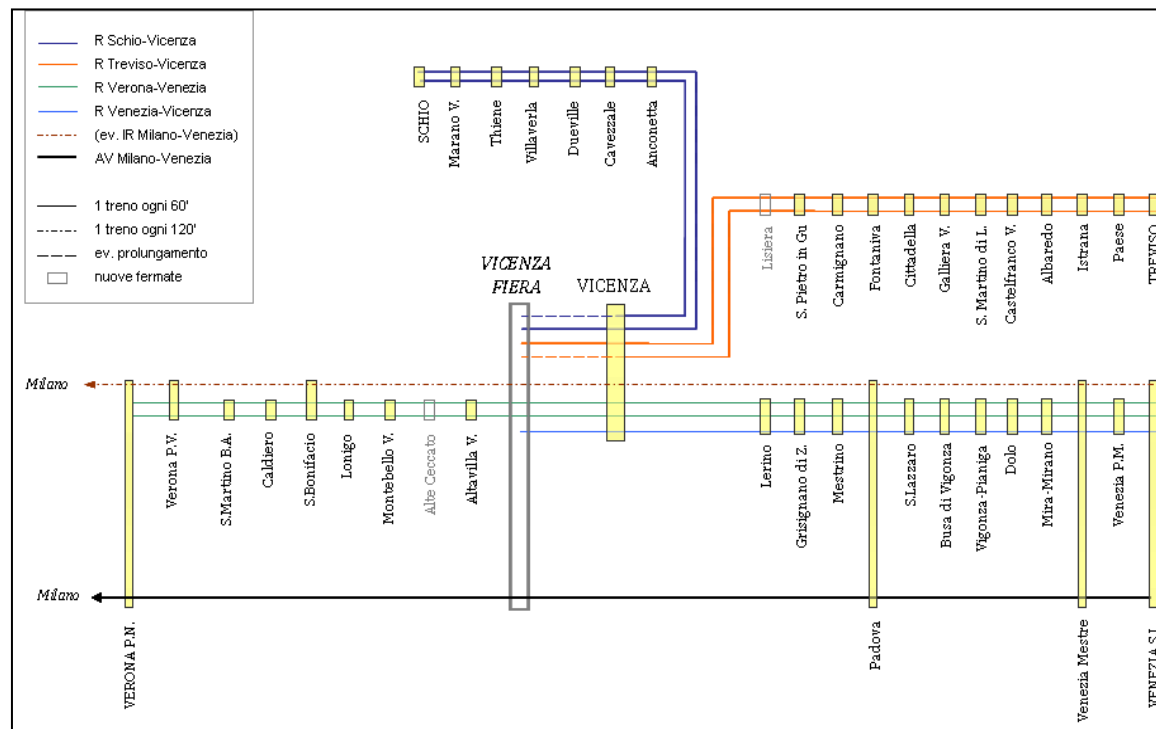 R Schio-Vicenza
R Treviso-Vicenza
R Verona-Venezia
R Venezia-Vicenza
(ev. IR Milano-Venezia)
AV Milano-Venezia
1 treno ogni 60'
1 treno ogni 120'
ev. prolungamento
nuove fermate
SCHIO
Marano V.
Thiene
Villaverla
Dueville
Cavezzale
Anconetta
Lisiera
S. Pietro in Gu
Carmignano
Fontaniva
Cittadella
Galliera V.
S. Martino di L.
Castelfranco V.
Albaredo
Istrana
Paese
TREVISO
VICENZA
FIERA
VICENZA
Milano
Verona P.V.
S.Martino B.A.
Caldiero
S.Bonifacio
Lonigo
Montebello V.
Alte Ceccato
Altavilla V.
Lerino
Grisignano di Z.
Mestrino
S.Lazzaro
Busa di Vigonza
Vigonza-Pianiga
Dolo
Mira-Mirano
Venezia P.M.
Milano
VERONA P.N.
Padova
Venezia Mestre
VENEZIA S.L.